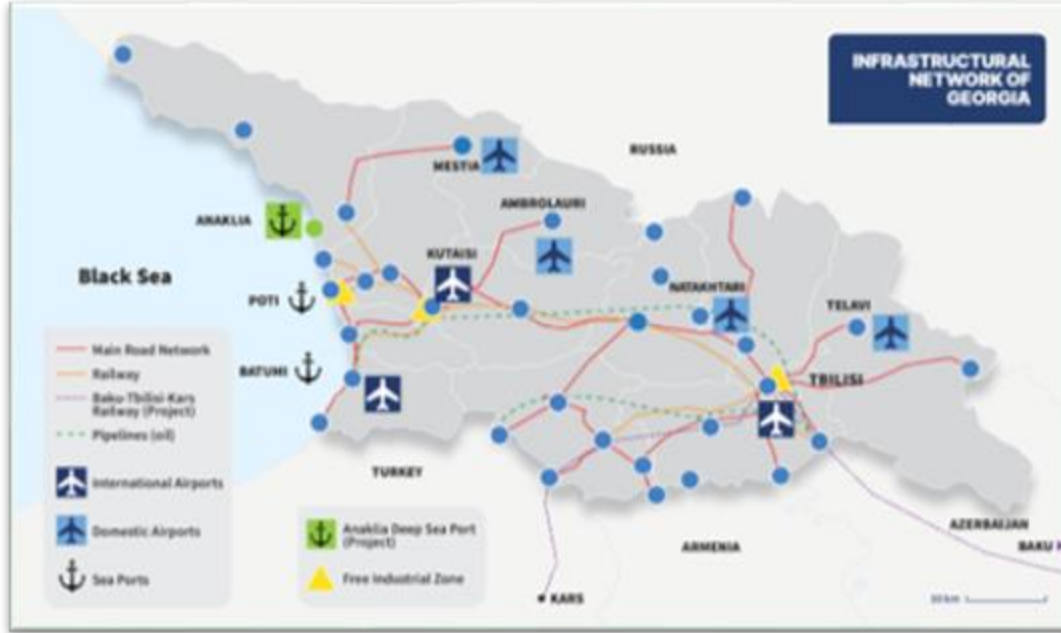 INFRASTRUCTURAL
NETWORK OF
GEORGIA
RUSSIA
MESTIA
AMBROLAURI
ANAKLIA
KUTAISI
Black Sea
NATAKHTARI
POTI
TELAVI
BATUMI
TBILISI
Main Road Network
Railway
Baku-Tbilisi-Kars
Railway (Project)
Pipelines (oil)
International Airports
Domestic Airports
Sea Ports
TURKEY
Anaklia Deep Sea Port
(Project)
Free Industrial Zone
ARMENIA
AZERBAIJAN
BAKU
KARS